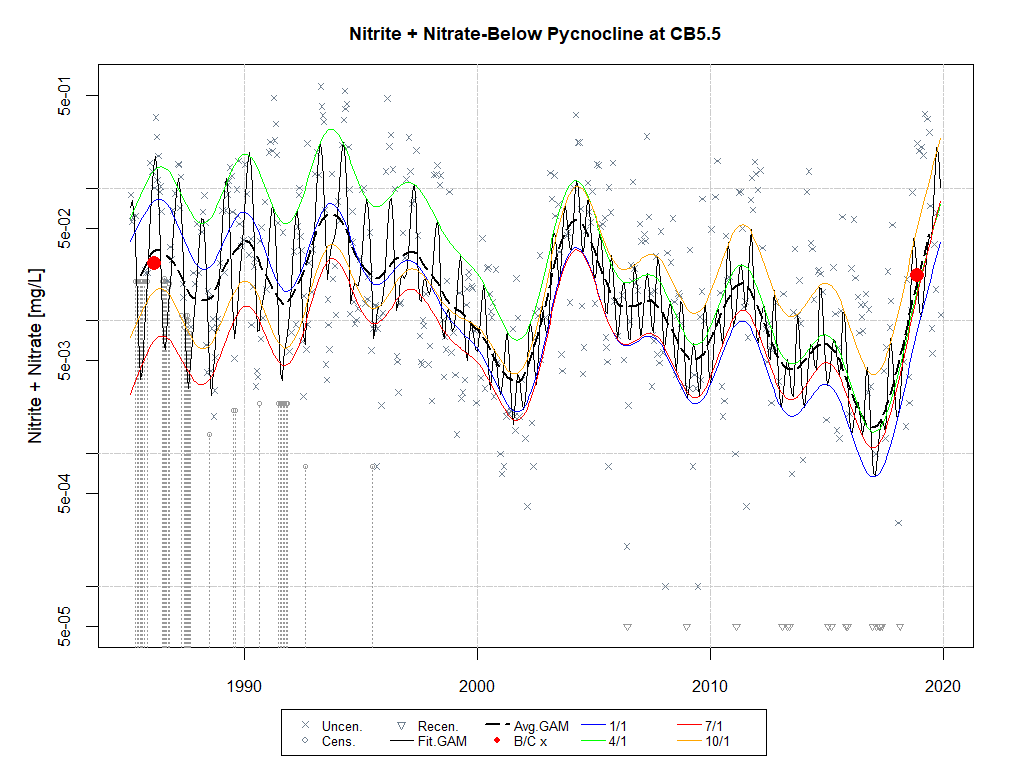 Nitrite + Nitrate-Below Pycnocline at CB5.5
Nitrite + Nitrate [mg/L]
5e-01
5e-02
5e-03
5e-04
5e-05
1990 2000 2010 2020
Uncen. Recen. Avg.GAM 1/1 7/1
Cens. Fit.GAM B/C x 4/1 10/1